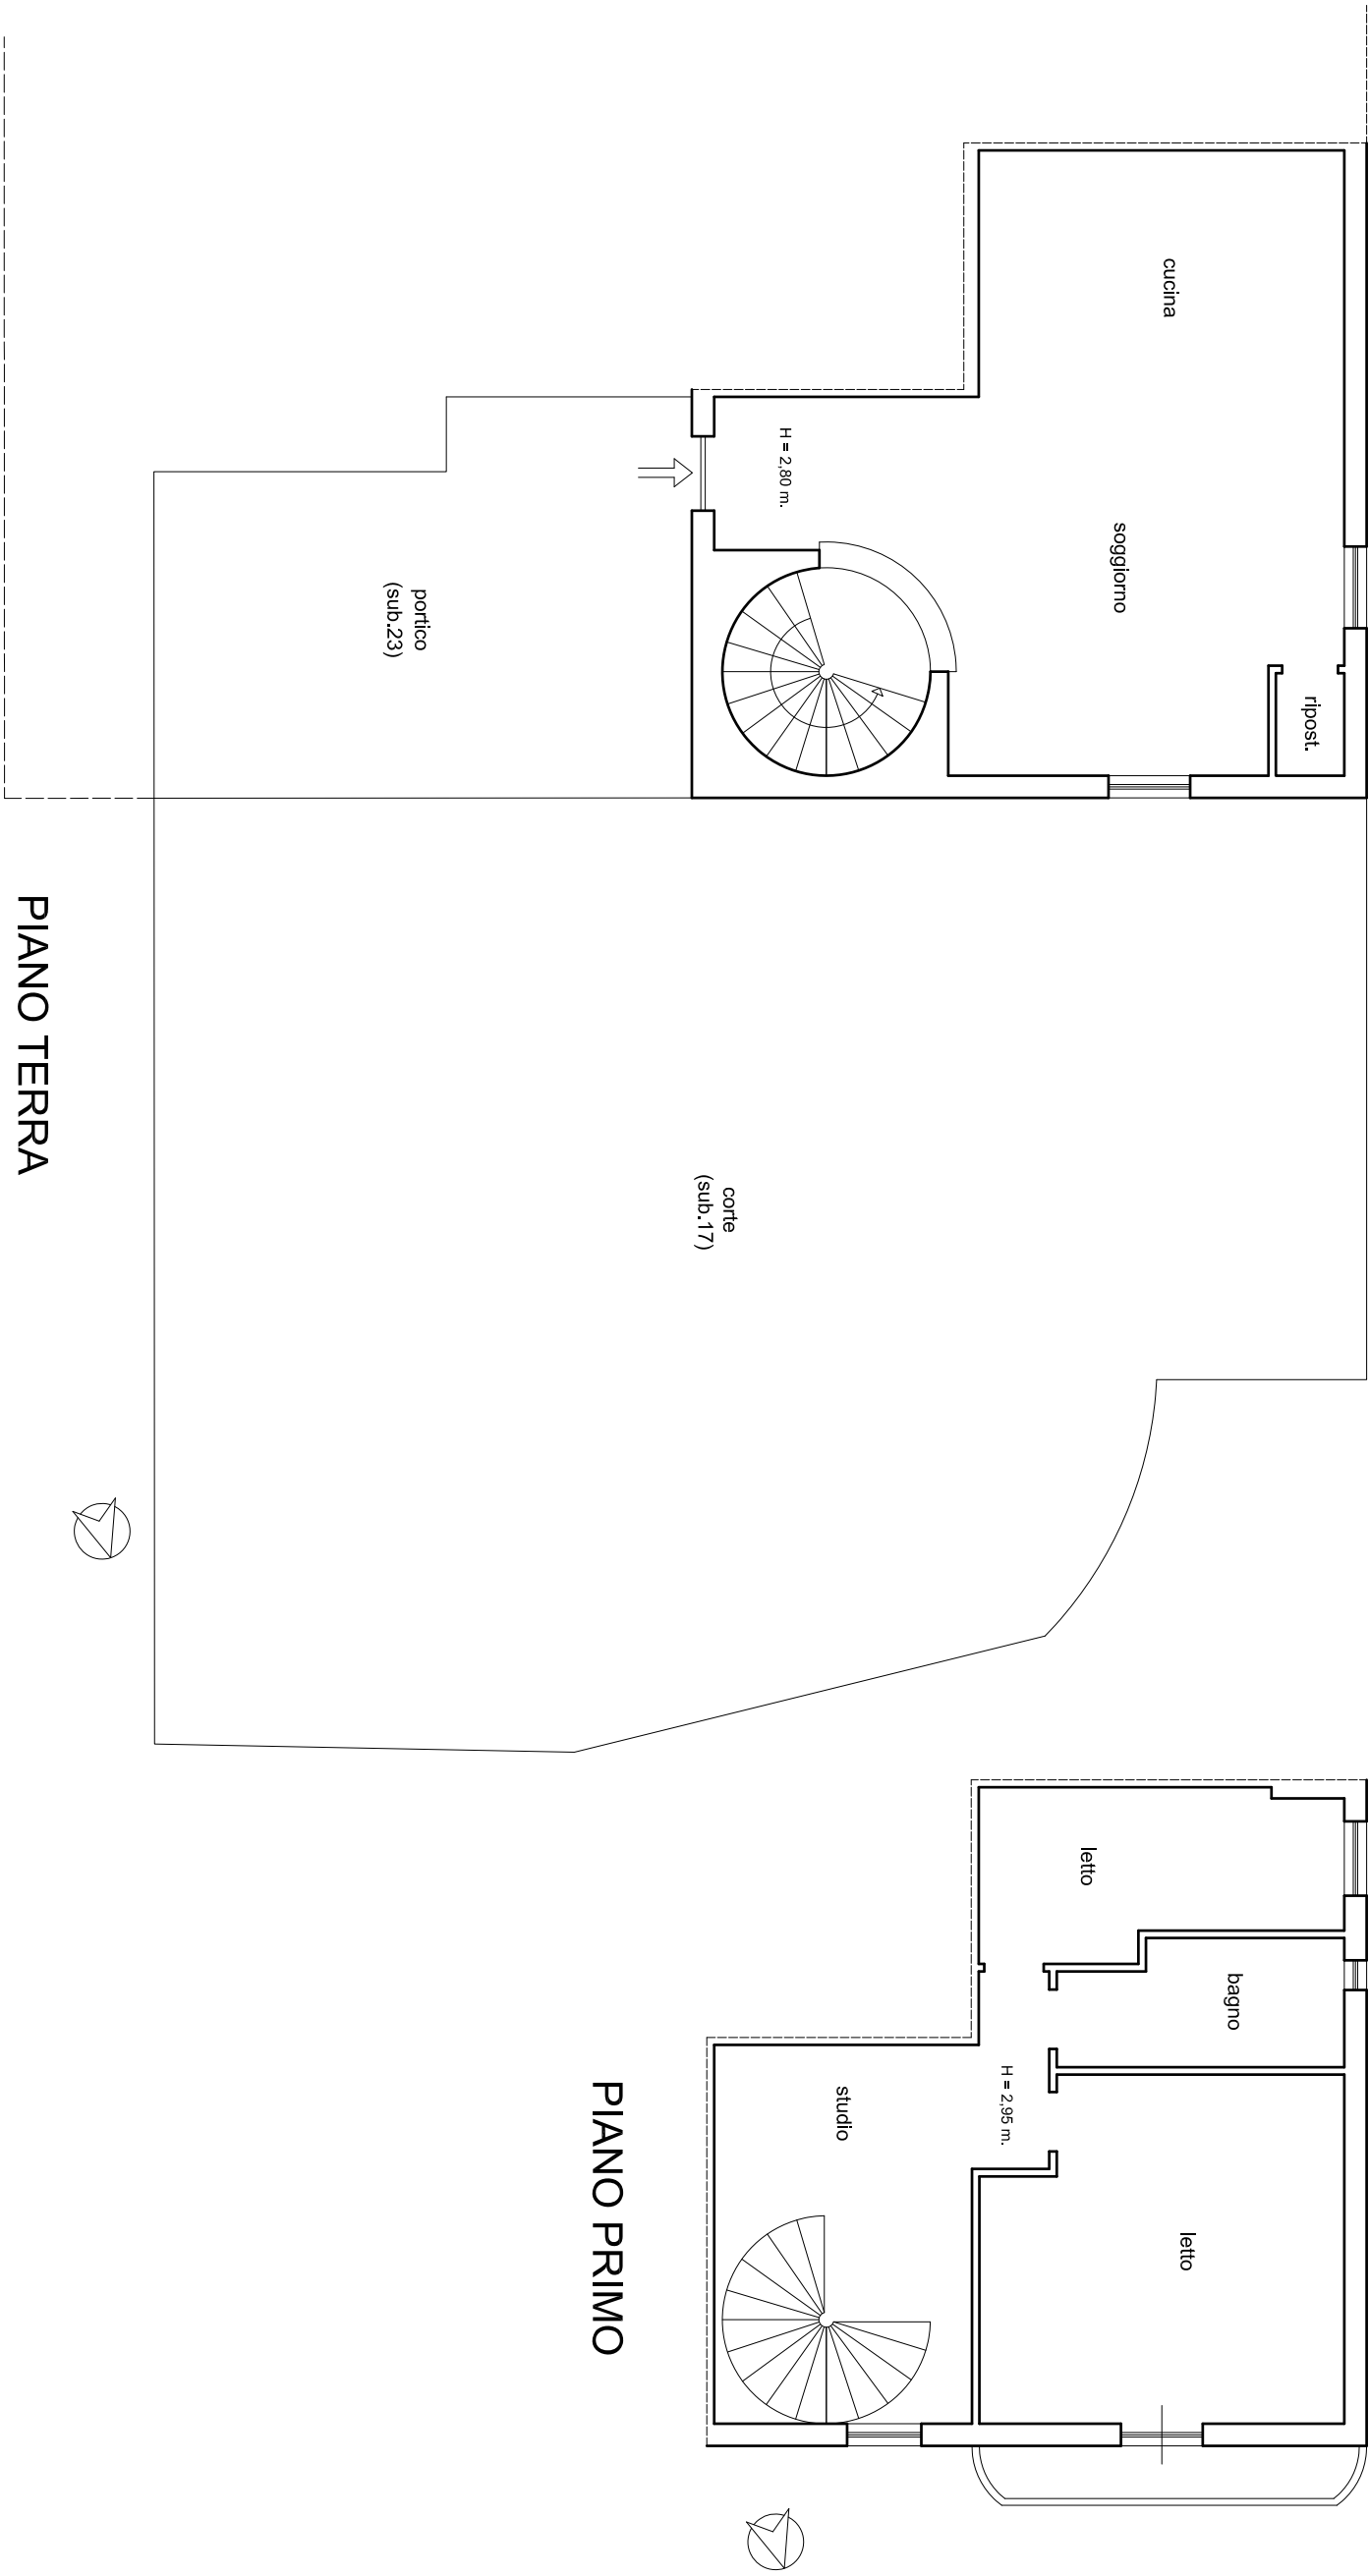 cucina
H = 2,80 m.
soggiorno
ripost.
portico
(sub.23)
corte
(sub.17)
PIANO TERRA
letto
bagno
H = 2,95 m.
studio
letto
PIANO PRIMO